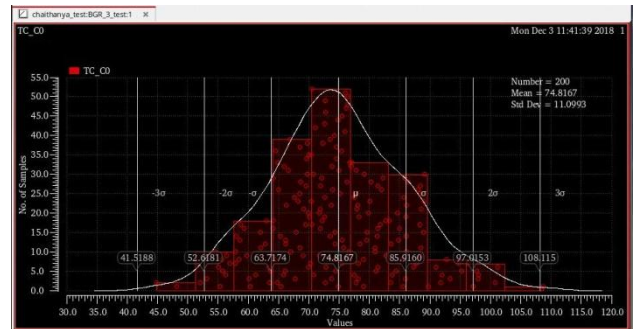 chaithanya_test:BGR_3_test:1 ×
TC_C0
Mon Dec 3 11:41:39 2018 1
TC_C0
Number = 200
Mean = 74.8167
Std Dev = 11.0993
55.0
50.0
45.0
40.0
35.0
30.0
25.0
20.0
15.0
10.0
5.0
0.0
No. of Samples
-3σ -2σ -σ μ σ 2σ 3σ
41.5188 52.6181 63.7174 74.8167 85.9160 97.0153 108.115
30.0 35.0 40.0 45.0 50.0 55.0 60.0 65.0 70.0 75.0 80.0 85.0 90.0 95.0 100.0 105.0 110.0 115.0 120.0
Values